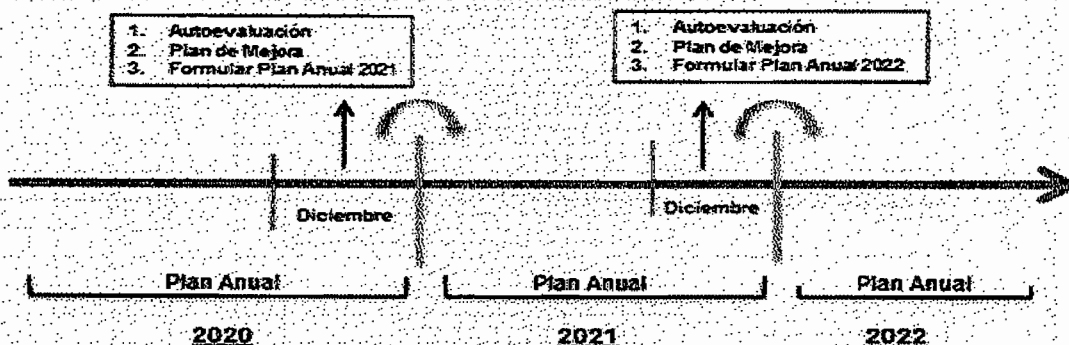 1. Autoevaluación
2. Plan de Mejora
3. Formular Plan Anual 2021
1. Autoevaluación
2. Plan de Mejora
3. Formular Plan Anual 2022
Diciembre
Diciembre
Plan Anual
Plan Anual
Plan Anual
2020
2021
2022